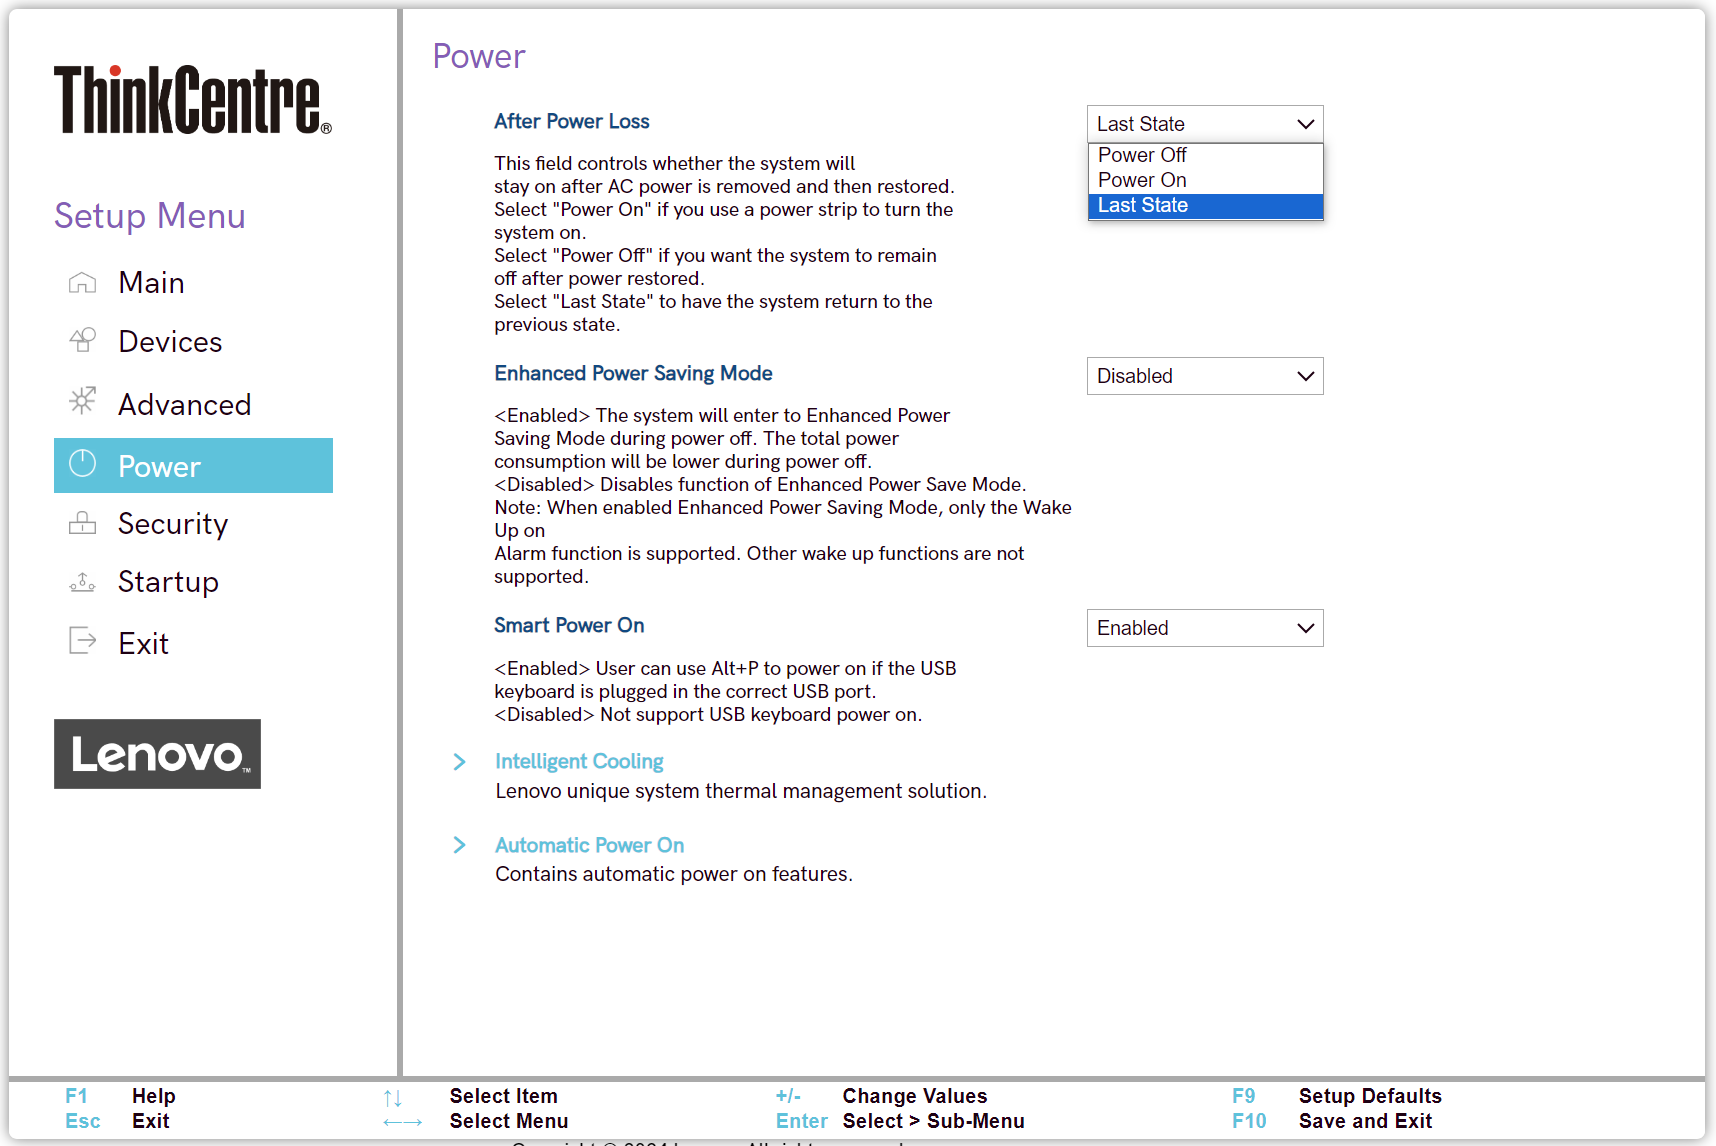 ThinkCentre®
Setup Menu
Main
Devices
Advanced
Power
Security
Startup
Exit
Lenovo™
Power
After Power Loss
Last State
Power Off
Power On
Last State
This field controls whether the system will
stay on after AC power is removed and then restored.
Select "Power On" if you use a power strip to turn the
system on.
Select "Power Off" if you want the system to remain
off after power restored.
Select "Last State" to have the system return to the
previous state.
Enhanced Power Saving Mode
Disabled
<Enabled> The system will enter to Enhanced Power
Saving Mode during power off. The total power
consumption will be lower during power off.
<Disabled> Disables function of Enhanced Power Save Mode.
Note: When enabled Enhanced Power Saving Mode, only the Wake
Up on
Alarm function is supported. Other wake up functions are not
supported.
Smart Power On
Enabled
<Enabled> User can use Alt+P to power on if the USB
keyboard is plugged in the correct USB port.
<Disabled> Not support USB keyboard power on.
Intelligent Cooling
Lenovo unique system thermal management solution.
Automatic Power On
Contains automatic power on features.
F1 Help ↑↓ Select Item +/- Change Values F9 Setup Defaults
Esc Exit ←→ Select Menu Enter Select > Sub-Menu F10 Save and Exit